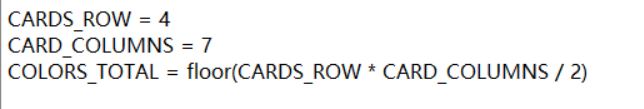 CARDS_ROW = 4
CARD_COLUMNS = 7
COLORS_TOTAL = floor(CARDS_ROW * CARD_COLUMNS / 2)